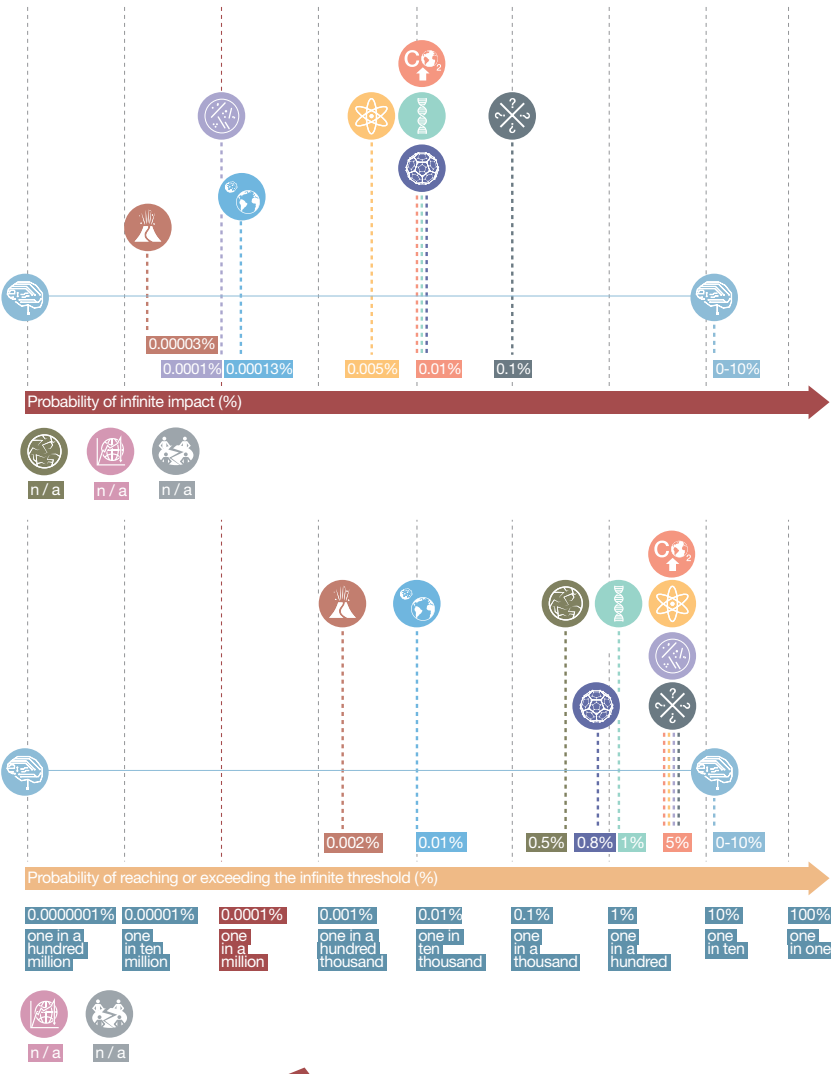 CO2
? ? ? ?
0.00003%
0.0001% 0.00013% 0.005% 0.01% 0.1% 0-10%
Probability of infinite impact (%)
n / a n / a n / a
CO2
? ? ? ?
0.002% 0.01% 0.5% 0.8% 1% 5% 0-10%
Probability of reaching or exceeding the infinite threshold (%)
0.0000001% 0.00001% 0.0001% 0.001% 0.01% 0.1% 1% 10% 100%
one in a one one one in a one in one one one one
hundred in ten in a hundred ten in a in a in ten in one
million million million thousand thousand thousand hundred
n / a n / a